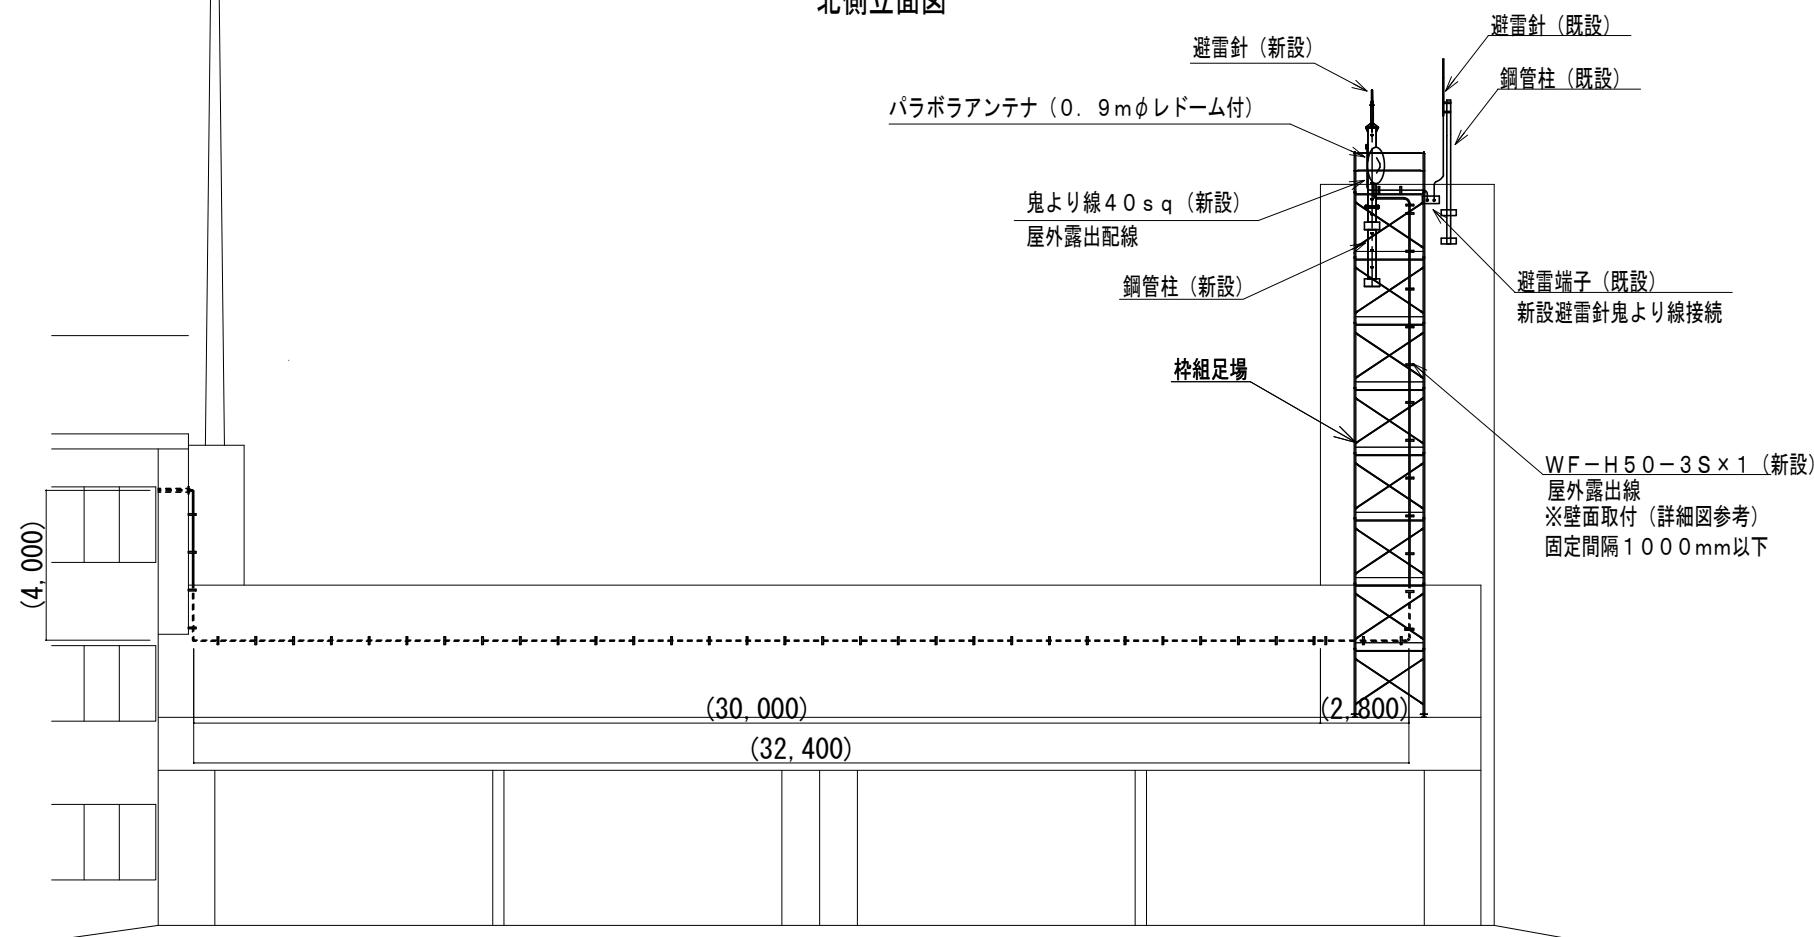 北側立面図
避雷針（既設）
避雷針（新設）
鋼管柱（既設）
パラボラアンテナ（０．９ｍφレドーム付）
鬼より線４０ｓｑ（新設）
屋外露出配線
鋼管柱（新設）
避雷端子（既設）
新設避雷針鬼より線接続
枠組足場
ＷＦ－Ｈ５０－３Ｓ×１（新設）
屋外露出線
※壁面取付（詳細図参考）
固定間隔１０００mm以下
(4,000)
(30,000)
(2,800)
(32,400)